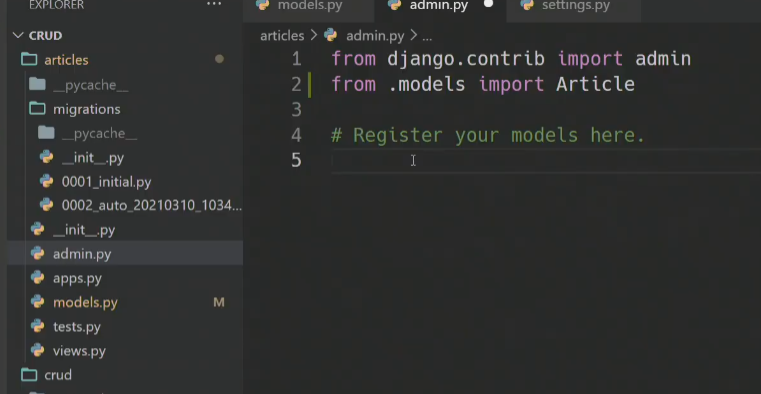 EXPLORER
...
models.py
admin.py
settings.py
CRUD
articles > admin.py > ...
articles
__pycache__
migrations
__pycache__
__init__.py
0001_initial.py
0002_auto_20210310_1034...
__init__.py
admin.py
apps.py
models.py M
tests.py
views.py
crud
1 from django.contrib import admin
2 from .models import Article
3
4 # Register your models here.
5